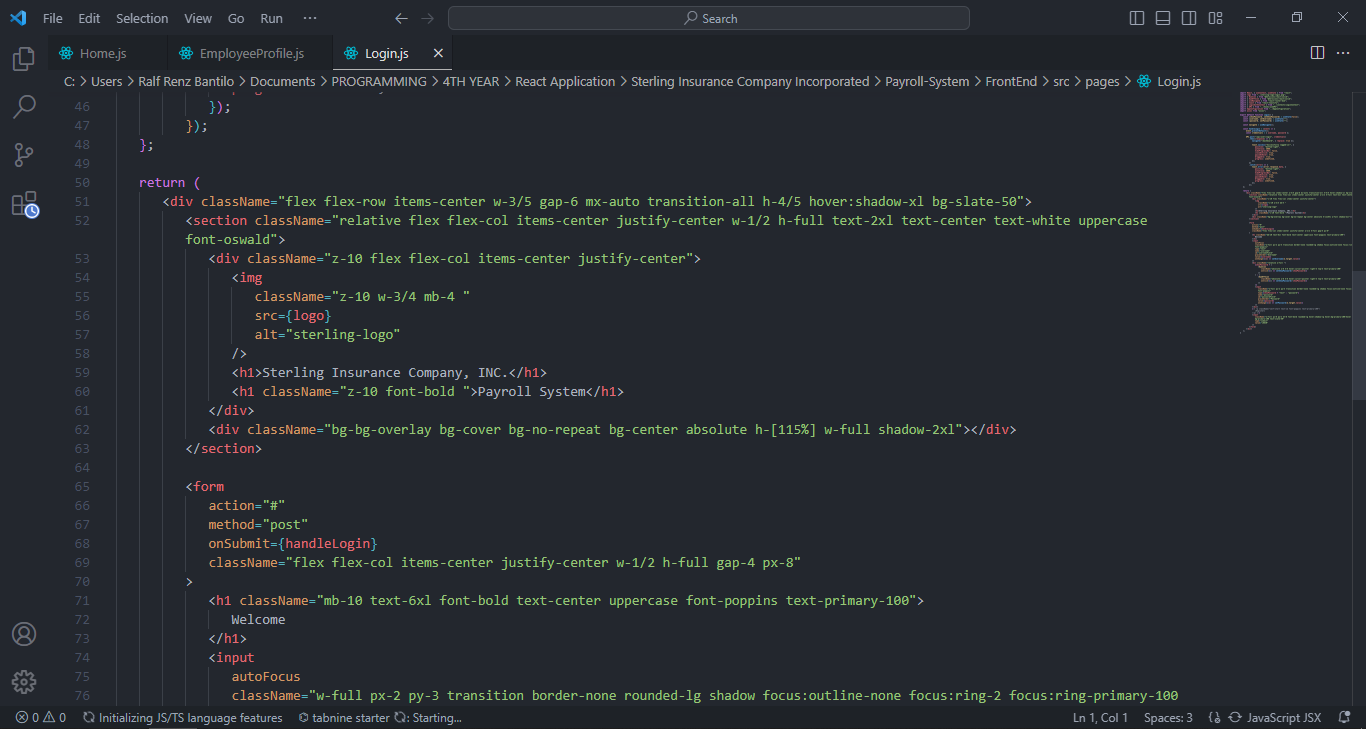 File Edit Selection View Go Run ··· Search
Home.js EmployeeProfile.js Login.js
C: > Users > Ralf Renz Bantilo > Documents > PROGRAMMING > 4TH YEAR > React Application > Sterling Insurance Company Incorporated > Payroll-System > FrontEnd > src > pages > Login.js
46 });
47 });
48 };
49
50 return (
51 <div className="flex flex-row items-center w-3/5 gap-6 mx-auto transition-all h-4/5 hover:shadow-xl bg-slate-50">
52 <section className="relative flex flex-col items-center justify-center w-1/2 h-full text-2xl text-center text-white uppercase
font-oswald">
53 <div className="z-10 flex flex-col items-center justify-center">
54 <img
55 className="z-10 w-3/4 mb-4 "
56 src={logo}
57 alt="sterling-logo"
58 />
59 <h1>Sterling Insurance Company, INC.</h1>
60 <h1 className="z-10 font-bold ">Payroll System</h1>
61 </div>
62 <div className="bg-bg-overlay bg-cover bg-no-repeat bg-center absolute h-[115%] w-full shadow-2xl"></div>
63 </section>
64
65 <form
66 action="#"
67 method="post"
68 onSubmit={handleLogin}
69 className="flex flex-col items-center justify-center w-1/2 h-full gap-4 px-8"
70 >
71 <h1 className="mb-10 text-6xl font-bold text-center uppercase font-poppins text-primary-100">
72 Welcome
73 </h1>
74 <input
75 autoFocus
76 className="w-full px-2 py-3 transition border-none rounded-lg shadow focus:outline-none focus:ring-2 focus:ring-primary-100
0 0 Initializing JS/TS language features tabnine starter : Starting... Ln 1, Col 1 Spaces: 3 JavaScript JSX